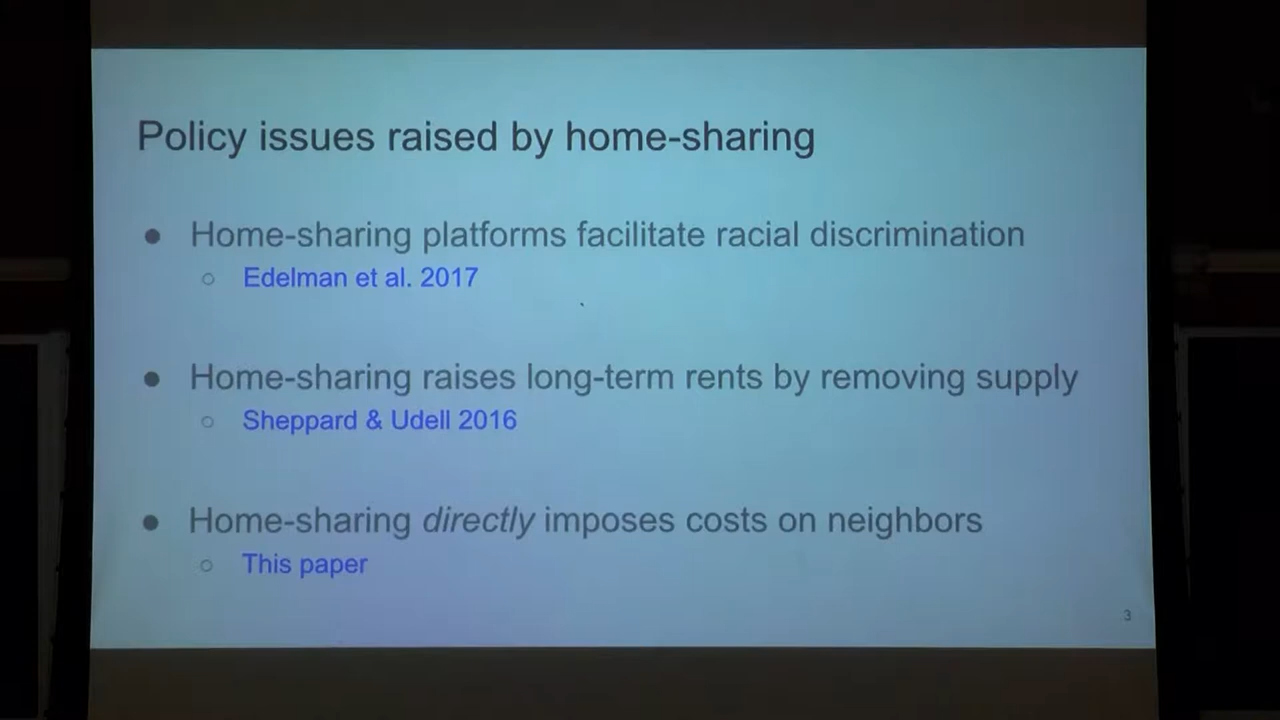 Policy issues raised by home-sharing
● Home-sharing platforms facilitate racial discrimination
○ Edelman et al. 2017
● Home-sharing raises long-term rents by removing supply
○ Sheppard & Udell 2016
● Home-sharing directly imposes costs on neighbors
○ This paper
3